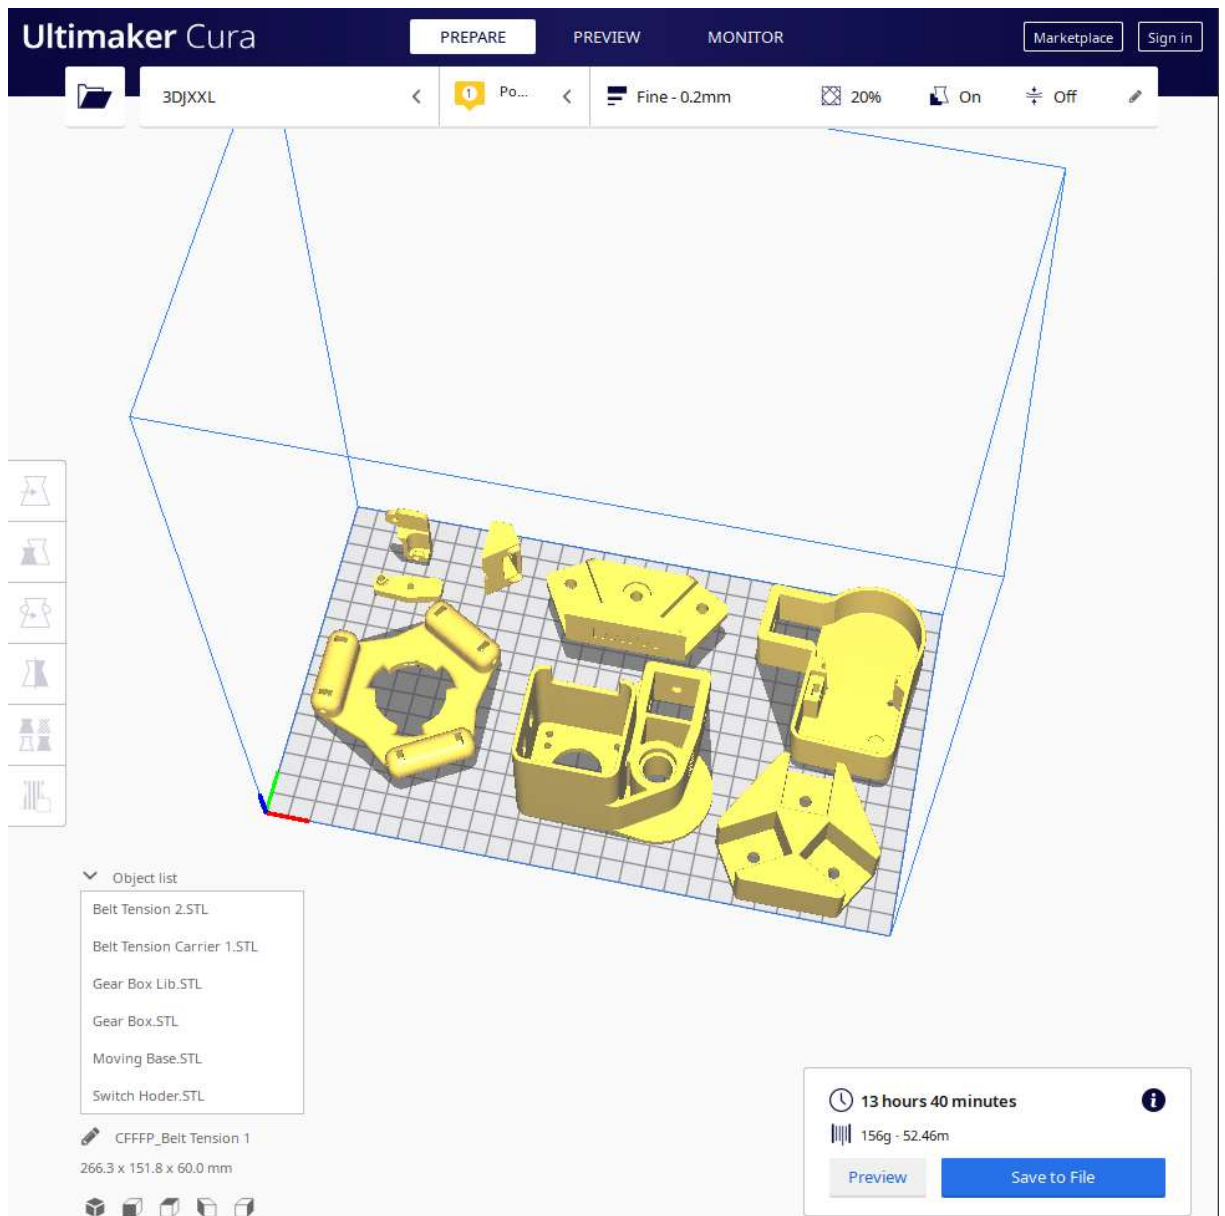 Ultimaker Cura
PREPARE
PREVIEW
MONITOR
Marketplace
Sign in
3DJXXL
1
Po...
Fine - 0.2mm
20%
On
Off
Object list
Belt Tension 2.STL
Belt Tension Carrier 1.STL
Gear Box Lib.STL
Gear Box.STL
Moving Base.STL
Switch Hoder.STL
CFFFP_Belt Tension 1
266.3 x 151.8 x 60.0 mm
13 hours 40 minutes
156g · 52.46m
Preview
Save to File